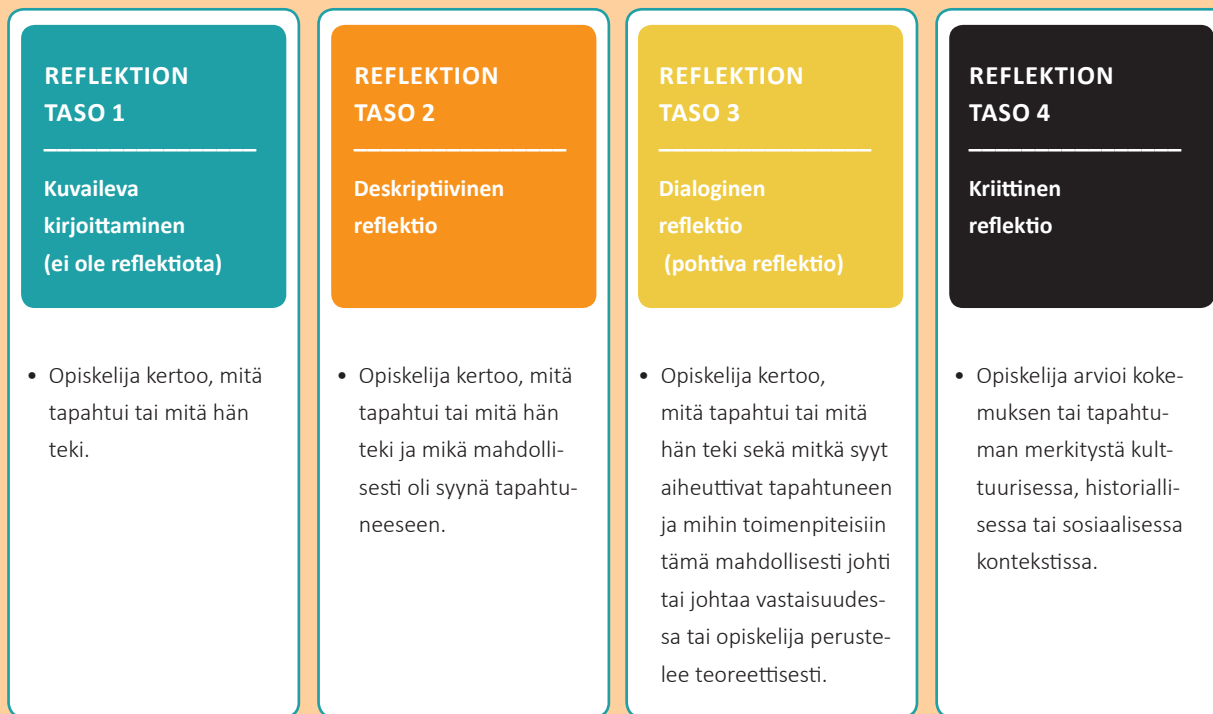 REFLEKTION
TASO 1
Kuvaileva
kirjoittaminen
(ei ole reflektiota)
• Opiskelija kertoo, mitä
tapahtui tai mitä hän
teki.
REFLEKTION
TASO 2
Deskriptiivinen
reflektio
• Opiskelija kertoo, mitä
tapahtui tai mitä hän
teki ja mikä mahdolli-
sesti oli syynä tapahtu-
neeseen.
REFLEKTION
TASO 3
Dialoginen
reflektio
(pohtiva reflektio)
• Opiskelija kertoo,
mitä tapahtui tai mitä
hän teki sekä mitkä syyt
aiheuttivat tapahtuneen
ja mihin toimenpiteisiin
tämä mahdollisesti johti
tai johtaa vastaisuudes-
sa tai opiskelija peruste-
lee teoreettisesti.
REFLEKTION
TASO 4
Kriittinen
reflektio
• Opiskelija arvioi koke-
muksen tai tapahtu-
man merkitystä kult-
tuurisessa, historialli-
sessa tai sosiaalisessa
kontekstissa.